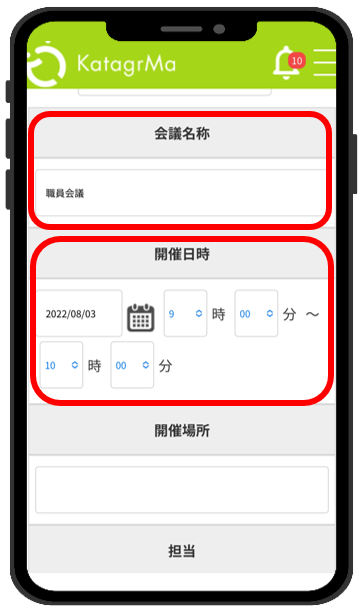 KatagrMa
10
会議名称
職員会議
開催日時
2022/08/03 9 時 00 分 ～
10 時 00 分
開催場所
担当